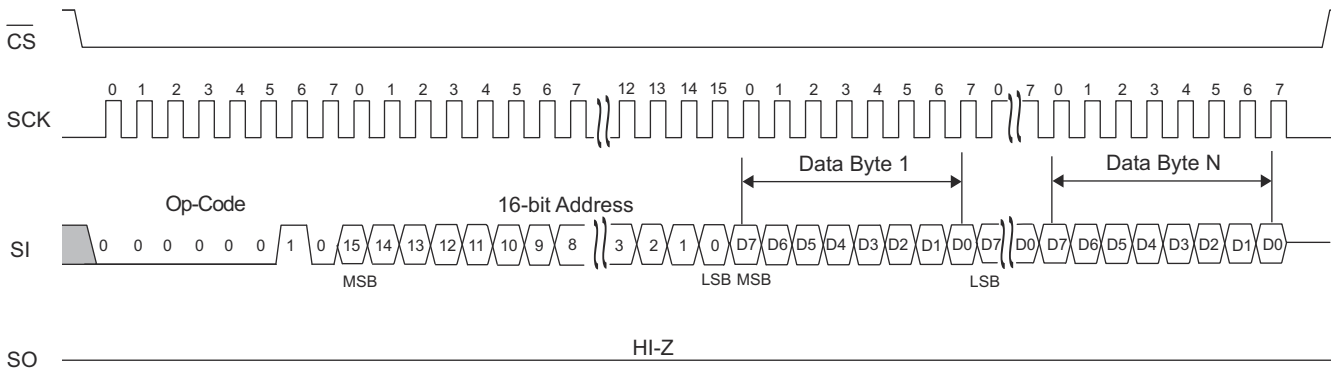 CS
0 1 2 3 4 5 6 7 0 1 2 3 4 5 6 7 12 13 14 15 0 1 2 3 4 5 6 7 0 7 0 1 2 3 4 5 6 7
SCK
Data Byte 1 Data Byte N
Op-Code 16-bit Address
SI 0 0 0 0 0 0 1 0 15 14 13 12 11 10 9 8 3 2 1 0 D7 D6 D5 D4 D3 D2 D1 D0 D7 D0 D7 D6 D5 D4 D3 D2 D1 D0
MSB LSB MSB LSB
HI-Z
SO